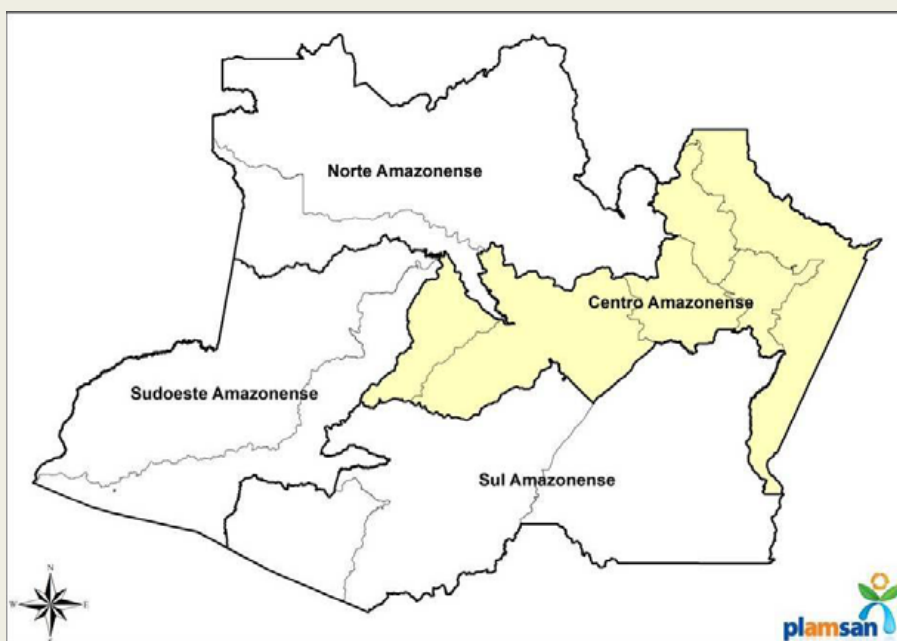 Norte Amazonense
Centro Amazonense
Sudoeste Amazonense
Sul Amazonense
N
W
E
S
plamsan